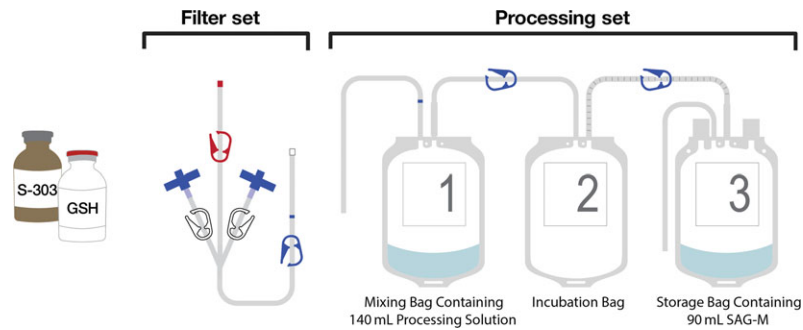 Filter set
Processing set
S-303
GSH
1
2
3
Mixing Bag Containing
140 mL Processing Solution
Incubation Bag
Storage Bag Containing
90 mL SAG-M